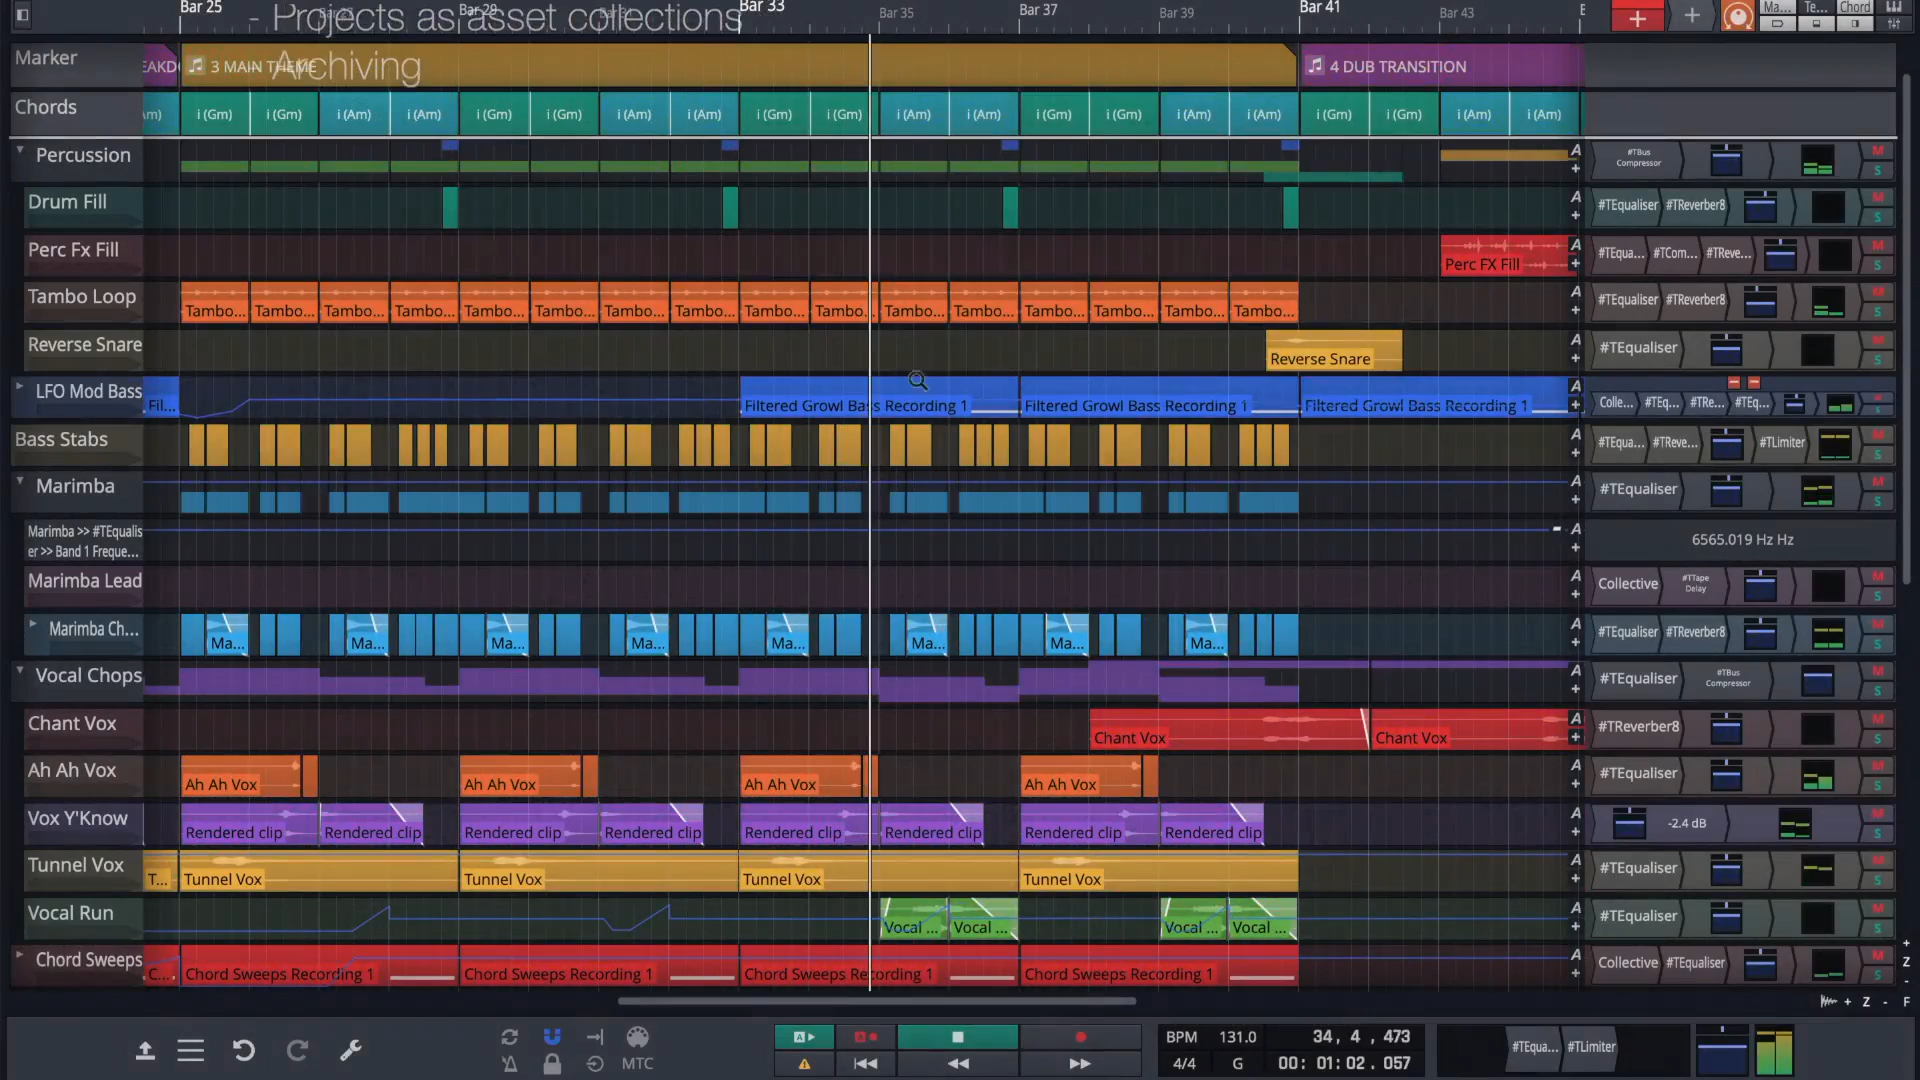 Bar 25
Projects as asset collections
Bar 29
Bar 33
Bar 35
Bar 37
Bar 39
Bar 41
Bar 43
Ma...
Te...
Chord
Marker
3 MAIN THEME
Archiving
4 DUB TRANSITION
Chords
i (Gm) i (Gm) i (Am) i (Am) i (Gm) i (Gm) i (Am) i (Am) i (Gm) i (Gm) i (Am) i (Am) i (Gm) i (Gm) i (Am) i (Am) i (Gm) i (Gm) i (Am) i (Am)
Percussion
A
#TBus Compressor
M
S
Drum Fill
A
#TEqualiser
#TReverber8
M
S
Perc Fx Fill
Perc FX Fill
A
#TEqua...
#TCom...
#TReve...
M
S
Tambo Loop
Tambo... Tambo... Tambo... Tambo... Tambo... Tambo... Tambo... Tambo... Tambo... Tambo... Tambo... Tambo... Tambo... Tambo... Tambo... Tambo...
A
#TEqualiser
#TReverber8
M
S
Reverse Snare
Reverse Snare
A
#TEqualiser
M
S
LFO Mod Bass
Fil...
Filtered Growl Bass Recording 1
Filtered Growl Bass Recording 1
Filtered Growl Bass Recording 1
A
Colle...
#TEq...
#TRe...
#TEq...
Bass Stabs
A
#TEqua...
#TReve...
#TLimiter
M
S
Marimba
A
#TEqualiser
M
S
Marimba >> #TEqualis
er >> Band 1 Freque...
A
6565.019 Hz Hz
Marimba Lead
A
Collective
#TTape Delay
M
S
Marimba Ch...
Ma... Ma... Ma... Ma... Ma... Ma... Ma... Ma...
A
#TEqualiser
#TReverber8
M
S
Vocal Chops
A
#TEqualiser
#TBus Compressor
M
S
Chant Vox
Chant Vox
Chant Vox
A
#TReverber8
M
S
Ah Ah Vox
Ah Ah Vox
Ah Ah Vox
Ah Ah Vox
Ah Ah Vox
A
#TEqualiser
M
S
Vox Y'Know
Rendered clip Rendered clip Rendered clip Rendered clip Rendered clip Rendered clip Rendered clip Rendered clip
A
-2.4 dB
M
S
Tunnel Vox
T...
Tunnel Vox
Tunnel Vox
Tunnel Vox
Tunnel Vox
A
#TEqualiser
M
S
Vocal Run
Vocal ... Vocal ... Vocal ... Vocal ...
A
#TEqualiser
M
S
Chord Sweeps
C...
Chord Sweeps Recording 1
Chord Sweeps Recording 1
Chord Sweeps Recording 1
Chord Sweeps Recording 1
A
Collective
#TEqualiser
M
S
Z
Z
F
MTC
BPM 131.0
34, 4, 473
4/4 G
00: 01: 02. 057
#TEqua...
#TLimiter